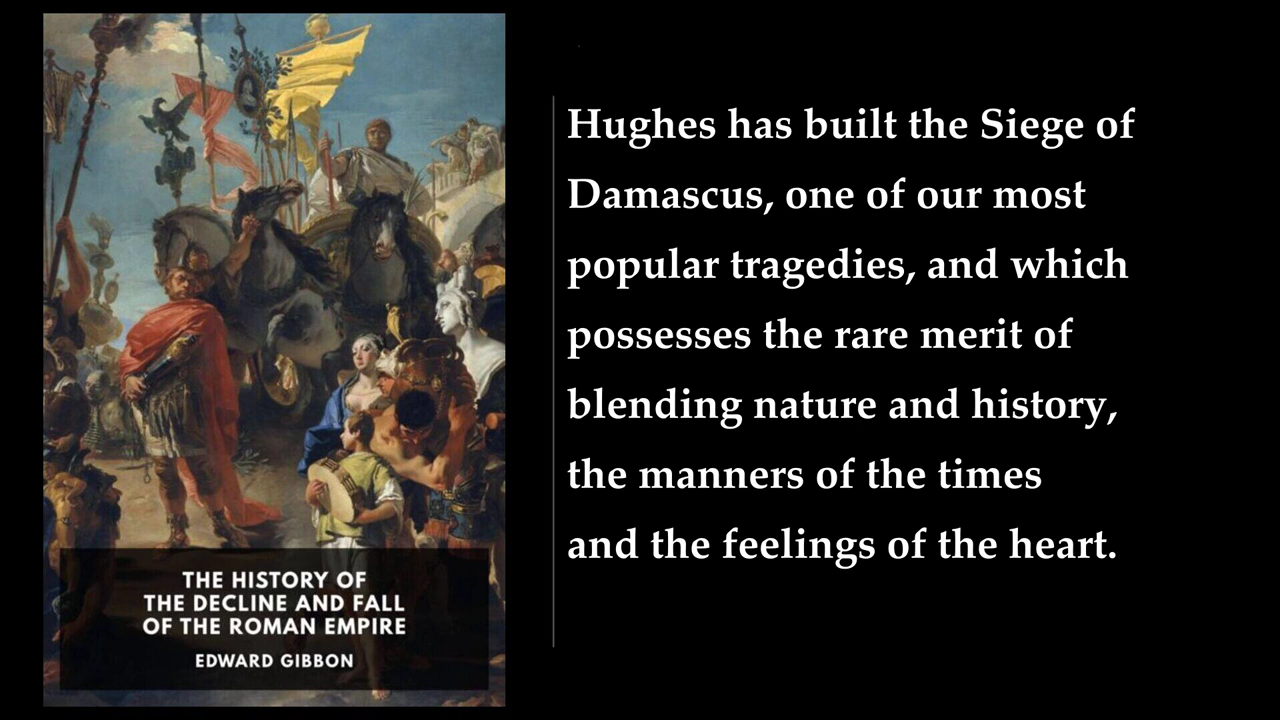 Hughes has built the Siege of
Damascus, one of our most
popular tragedies, and which
possesses the rare merit of
blending nature and history,
the manners of the times
and the feelings of the heart.
THE HISTORY OF
THE DECLINE AND FALL
OF THE ROMAN EMPIRE
EDWARD GIBBON